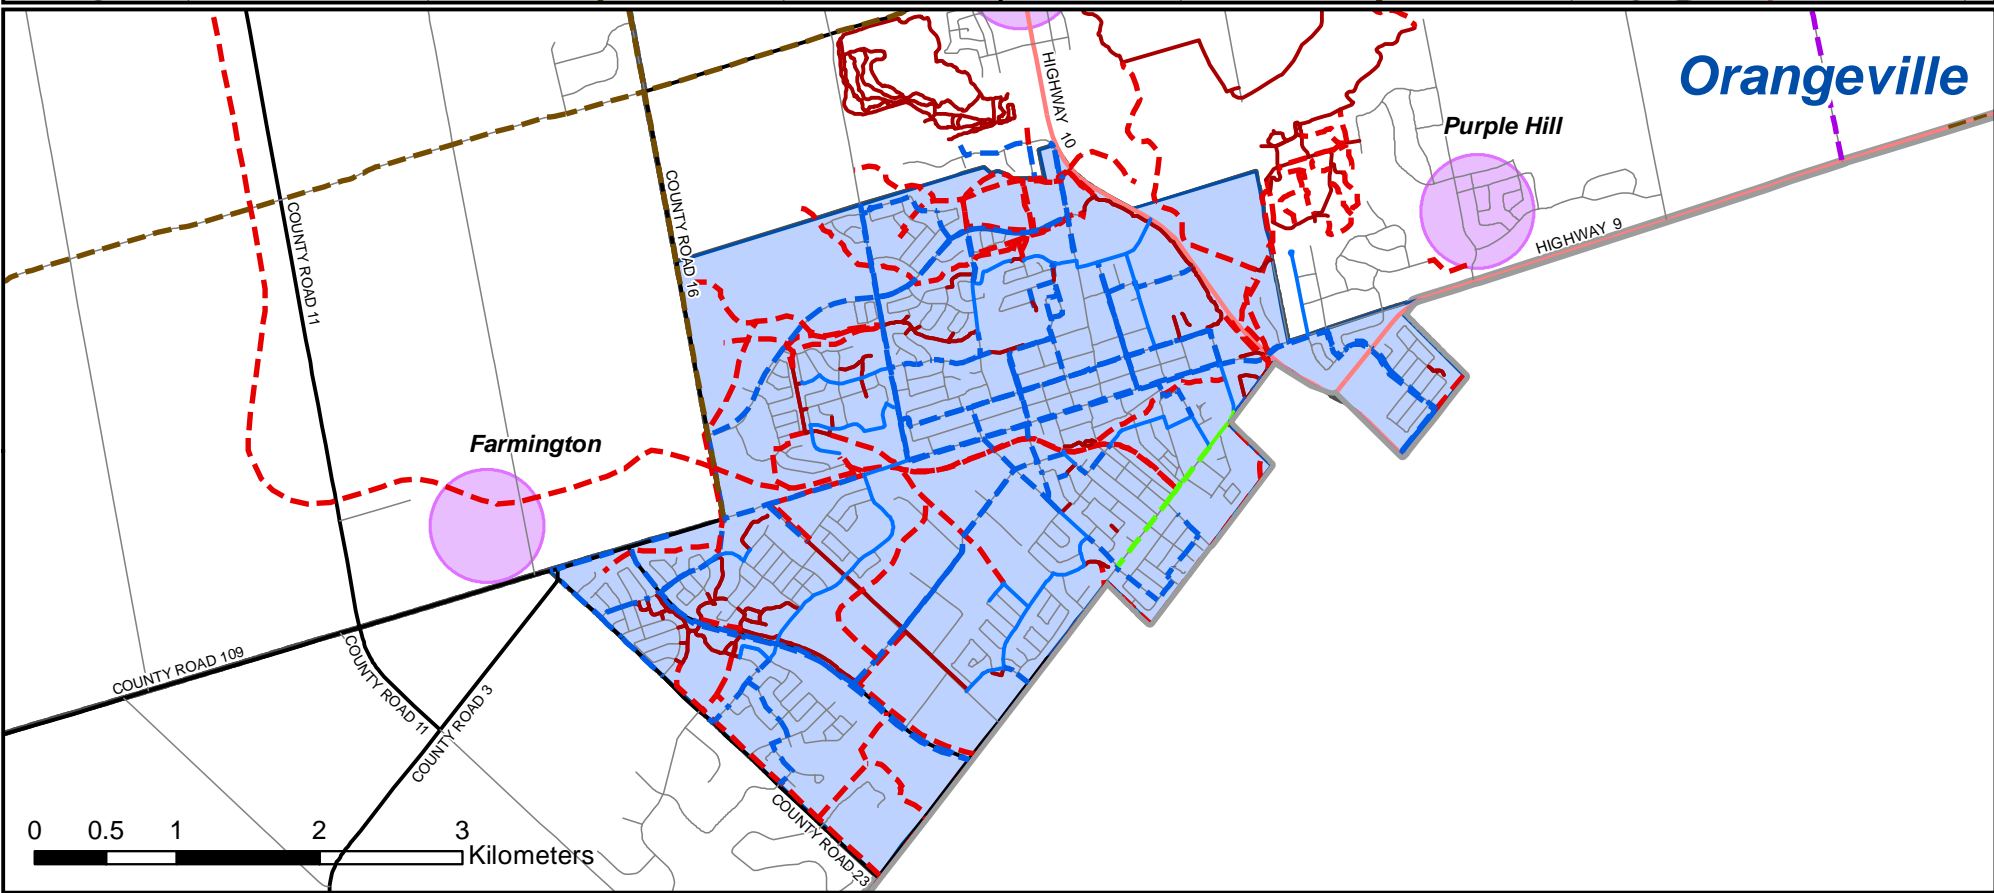 Orangeville
HIGHWAY 10
Purple Hill
COUNTY ROAD 16
COUNTY ROAD 11
HIGHWAY 9
Farmington
COUNTY ROAD 109
COUNTY ROAD 11
COUNTY ROAD 3
COUNTY ROAD 23
0 0.5 1 2 3
Kilometers